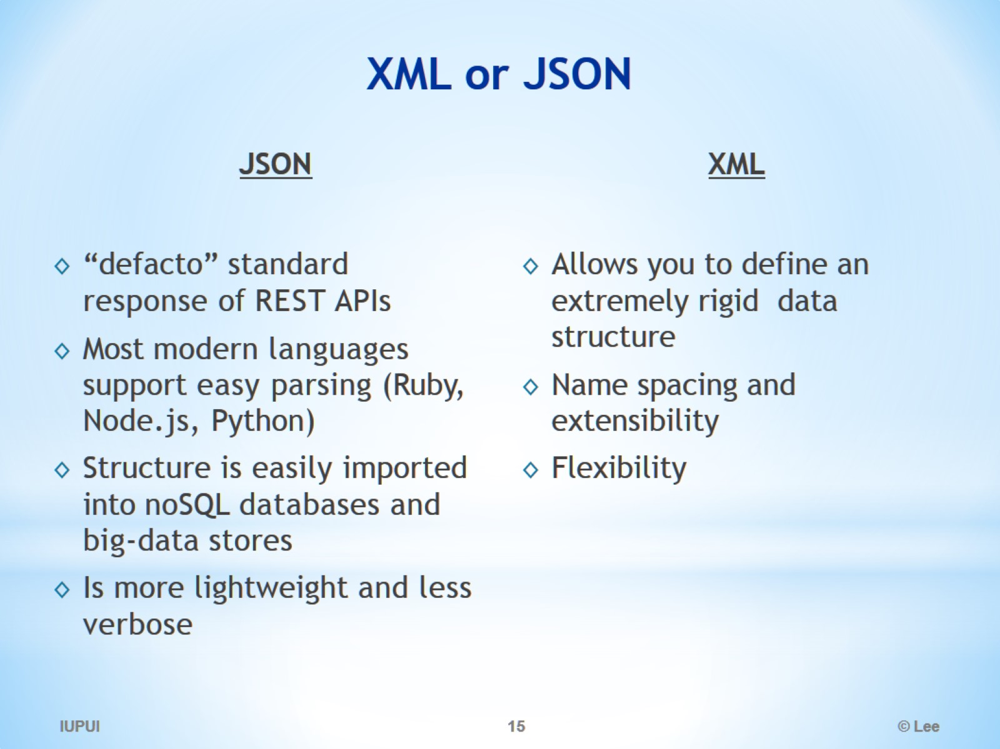 XML or JSON
JSON
“defacto” standard
response of REST APIs
Most modern languages
support easy parsing (Ruby,
Node.js, Python)
Structure is easily imported
into noSQL databases and
big-data stores
Is more lightweight and less
verbose
XML
Allows you to define an
extremely rigid  data
structure
Name spacing and
extensibility
Flexibility
IUPUI
15
© Lee